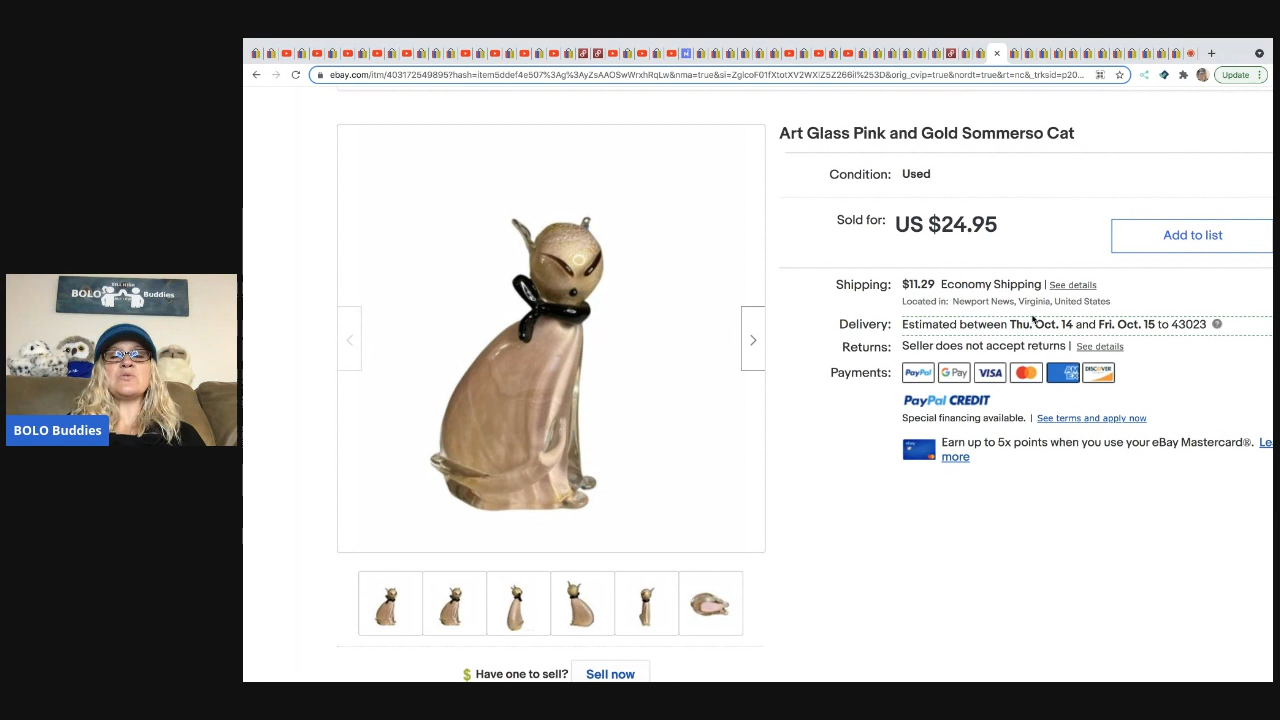 Update
ebay.com/itm/403172549895?hash=item5ddef4e507%3Ag%3AyZsAAOSwWrxhRqLw&nma=true&si=ZglcoF01fXtotXV2WXlZ5Z266iI%253D&orig_cvip=true&nordt=true&rt=nc&_trksid=p20...
Art Glass Pink and Gold Sommerso Cat
Condition: Used
Sold for: US $24.95
Add to list
Shipping: $11.29 Economy Shipping | See details
Located in: Newport News, Virginia, United States
Delivery: Estimated between Thu. Oct. 14 and Fri. Oct. 15 to 43023
Returns: Seller does not accept returns | See details
Payments: PayPal G Pay VISA AM EX DISCOVER
PayPal CREDIT
Special financing available. | See terms and apply now
Earn up to 5x points when you use your eBay Mastercard®. Le
more
$ Have one to sell? Sell now
BOLO Buddies
BOLO Buddies